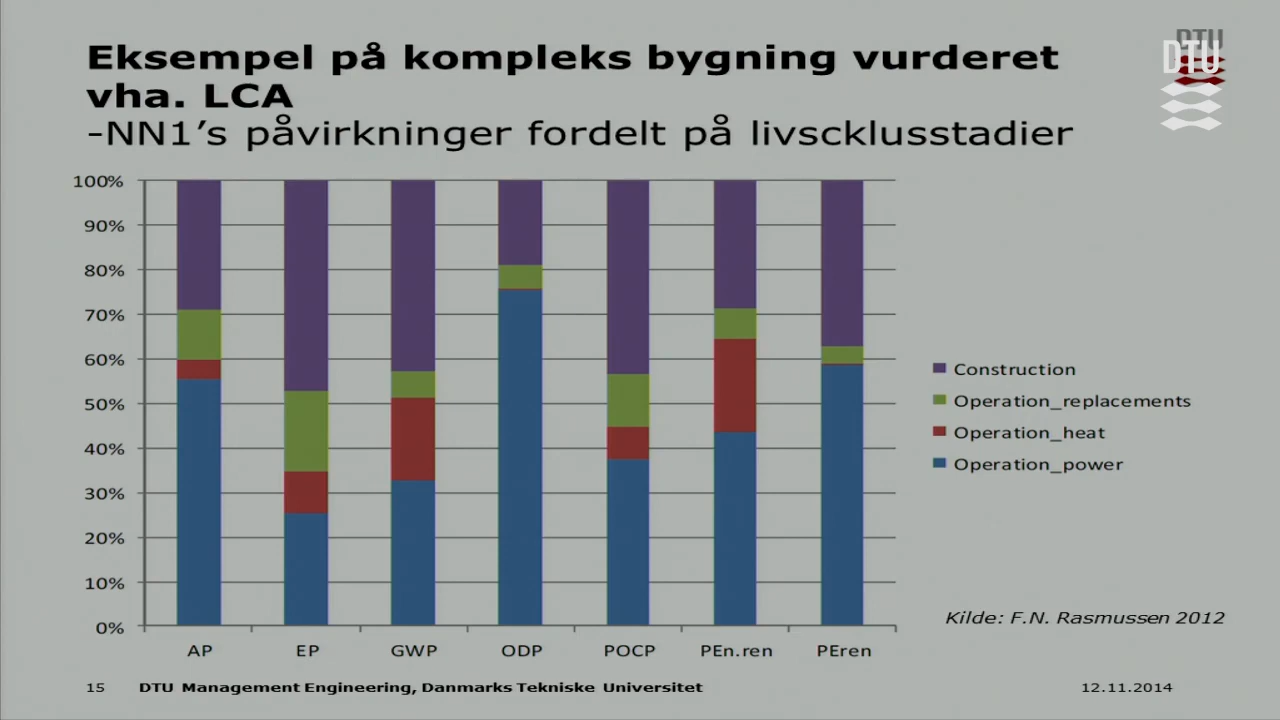 Eksempel på kompleks bygning vurderet
vha. LCA
-NN1's påvirkninger fordelt på livscklusstadier
DTU
DTU
100%
90%
80%
70%
60%
50%
40%
30%
20%
10%
0%
AP EP GWP ODP POCP PEn.ren PEren
Construction
Operation_replacements
Operation_heat
Operation_power
Kilde: F.N. Rasmussen 2012
15 DTU Management Engineering, Danmarks Tekniske Universitet 12.11.2014